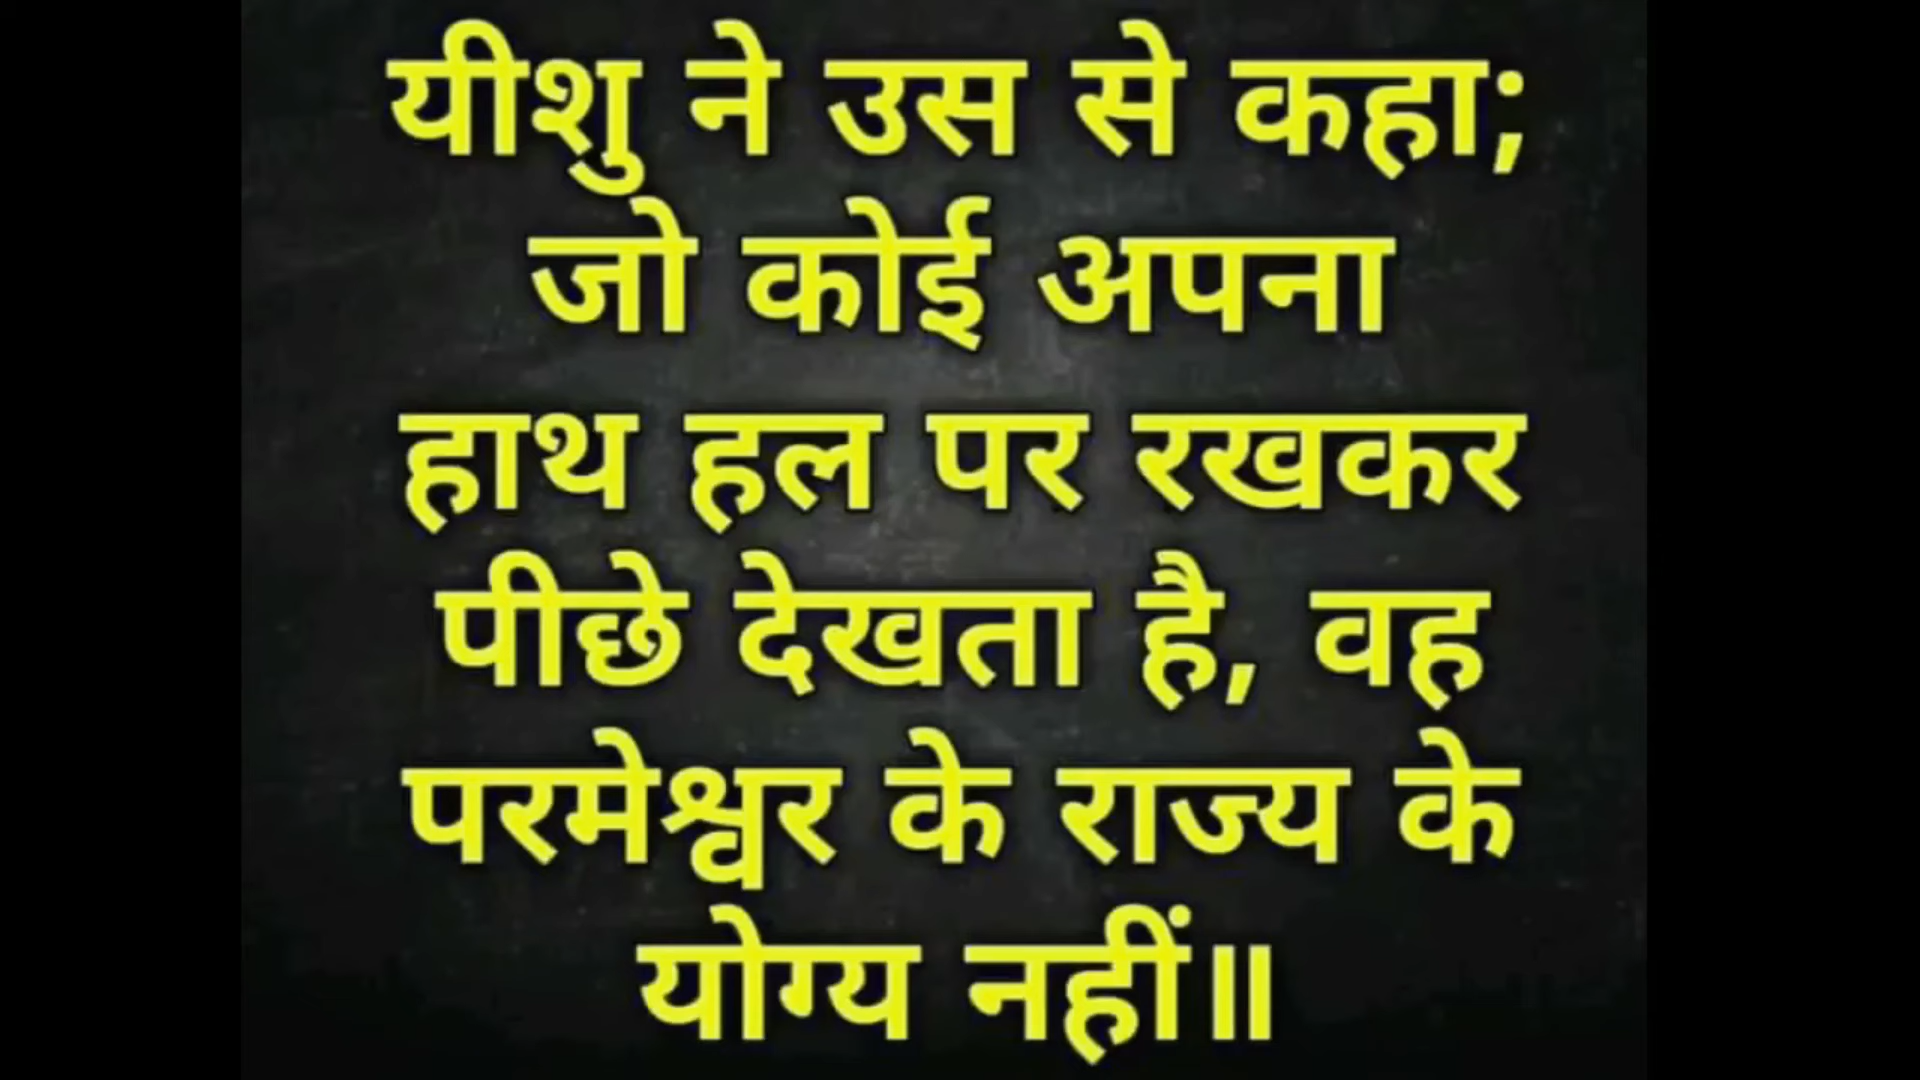 यीशु ने उस से कहा;
जो कोई अपना
हाथ हल पर रखकर
पीछे देखता है, वह
परमेश्वर के राज्य के
योग्य नहीं॥